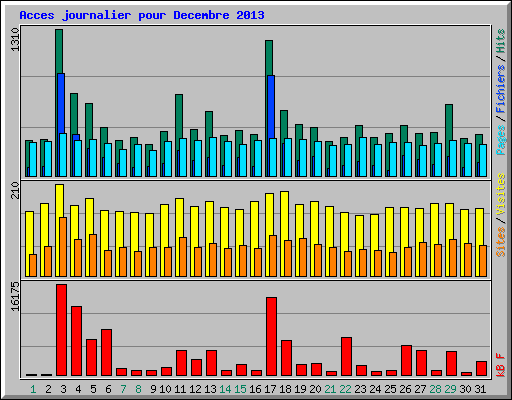 Acces journalier pour Decembre 2013
1310
Pages / Fichiers / Hits
210
Sites / Visites
16175
kB F
1 2 3 4 5 6 7 8 9 10 11 12 13 14 15 16 17 18 19 20 21 22 23 24 25 26 27 28 29 30 31